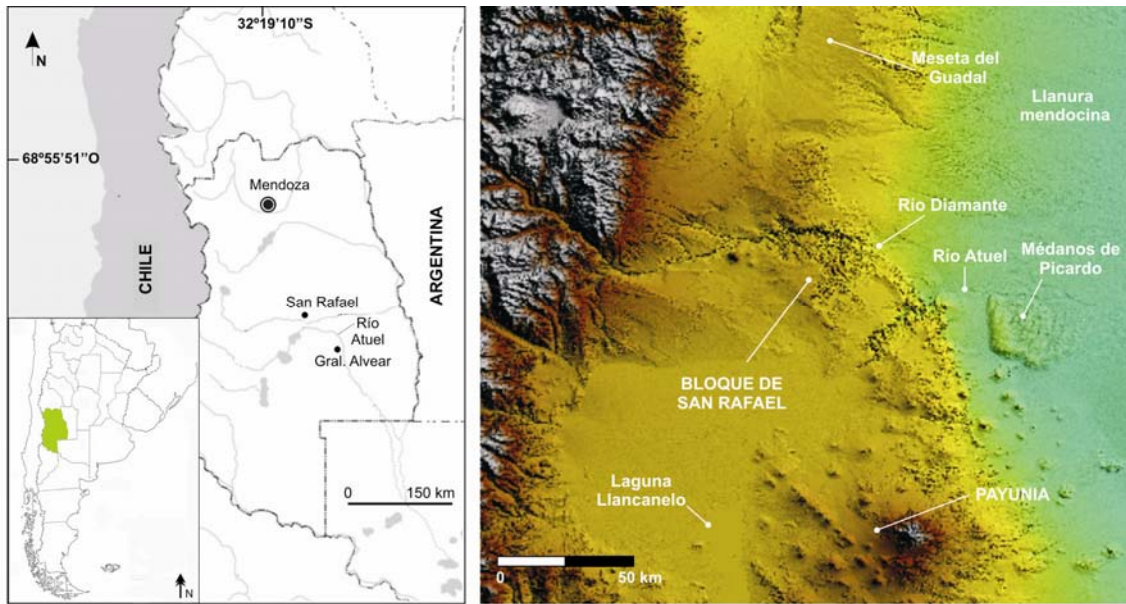 32º19'10''S
N
68º55'51''O
Mendoza
CHILE
ARGENTINA
San Rafael
Río
Atuel
Gral. Alvear
0 150 km
N
Meseta del
Guadal
Llanura
mendocina
Río Diamante
Río Atuel
Médanos de
Picardo
BLOQUE DE
SAN RAFAEL
Laguna
Llancanelo
PAYUNIA
0 50 km